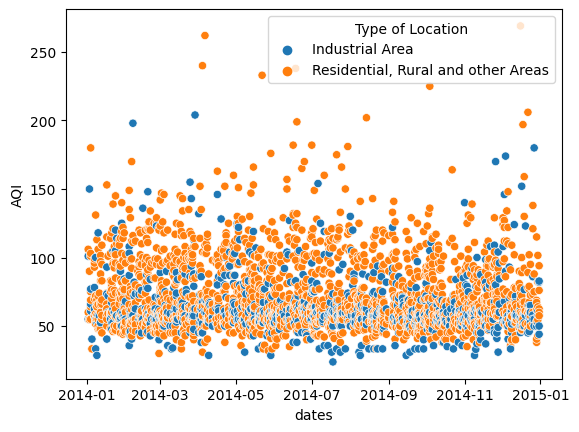 Type of Location
Industrial Area
Residential, Rural and other Areas
AQI
250
200
150
100
50
2014-01
2014-03
2014-05
2014-07
2014-09
2014-11
2015-01
dates